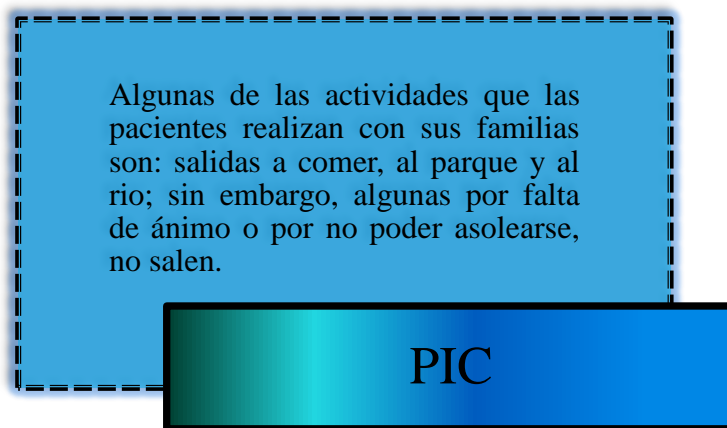 Algunas de las actividades que las
pacientes realizan con sus familias
son: salidas a comer, al parque y al
rio; sin embargo, algunas por falta
de ánimo o por no poder asolearse,
no salen.
PIC